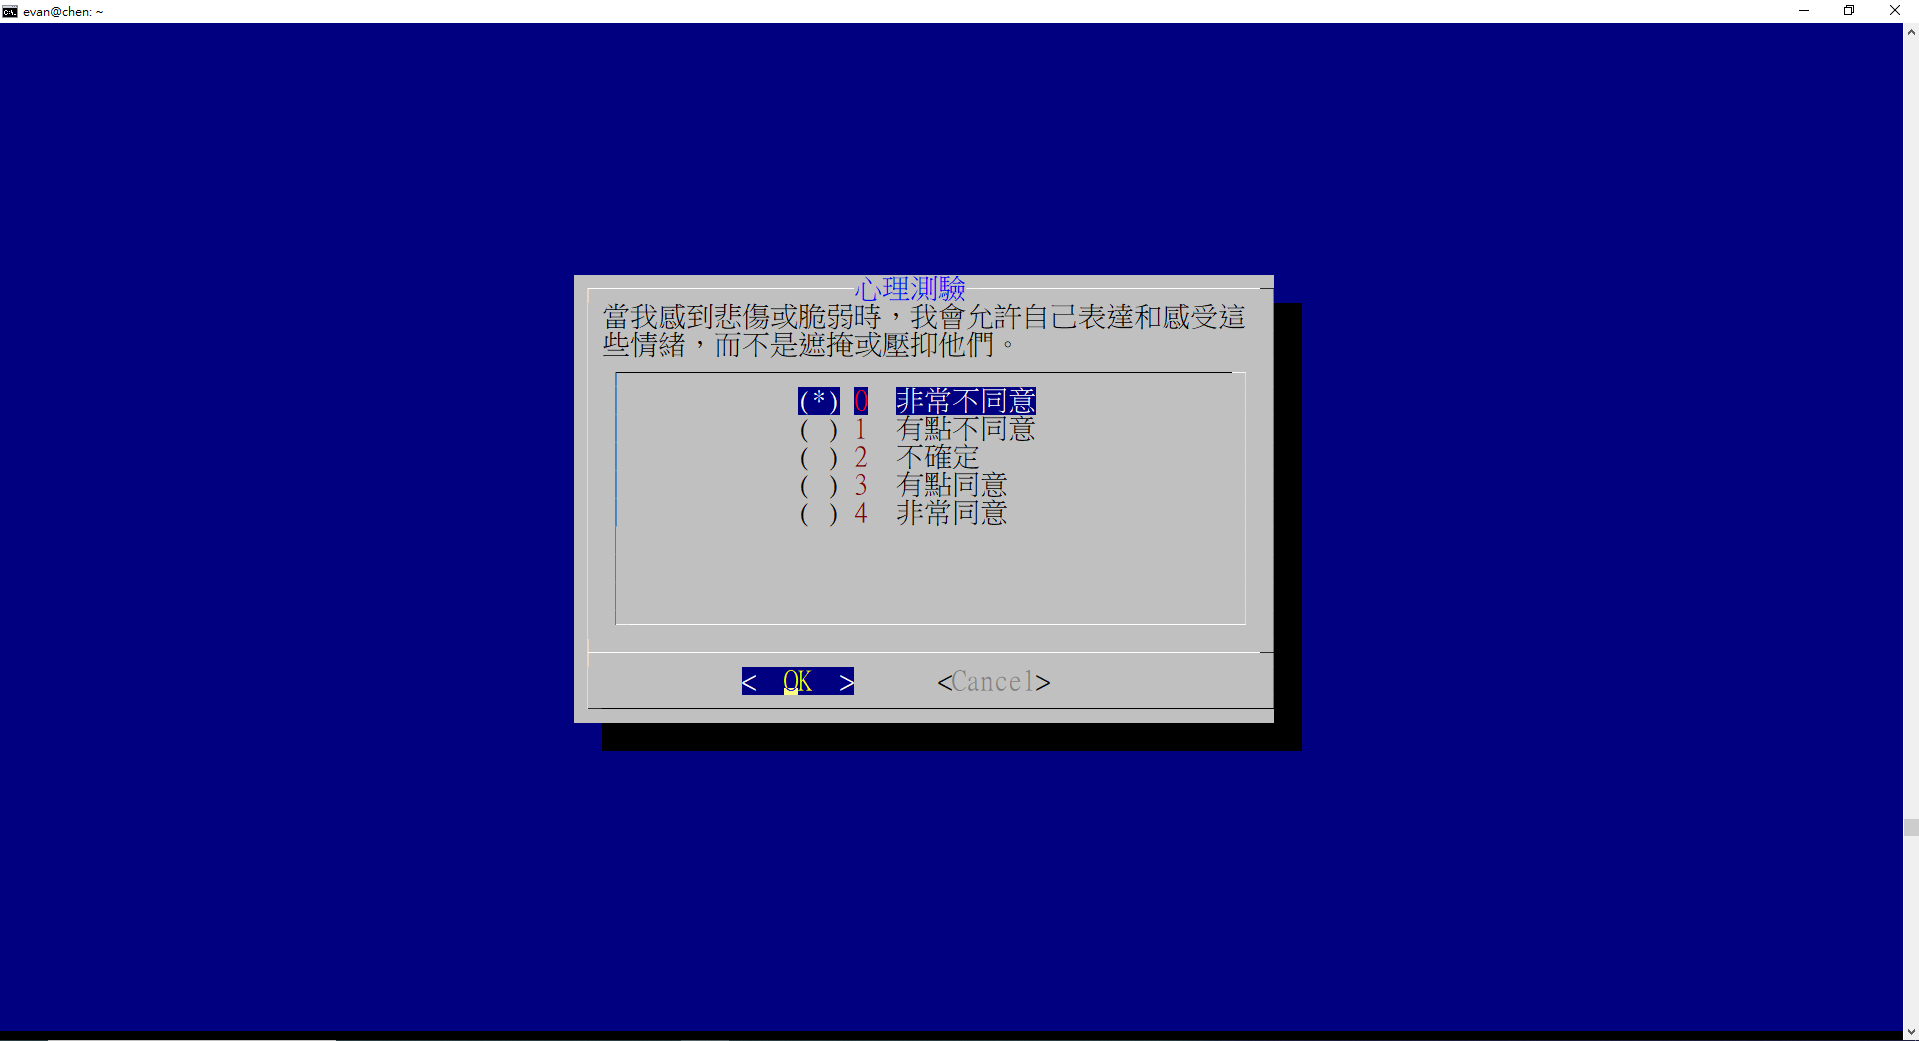 evan@chen: ~
心理測驗
當我感到悲傷或脆弱時，我會允許自己表達和感受這
些情緒，而不是遮掩或壓抑他們。
(*) 0 非常不同意
( ) 1 有點不同意
( ) 2 不確定
( ) 3 有點同意
( ) 4 非常同意
< OK > <Cancel>